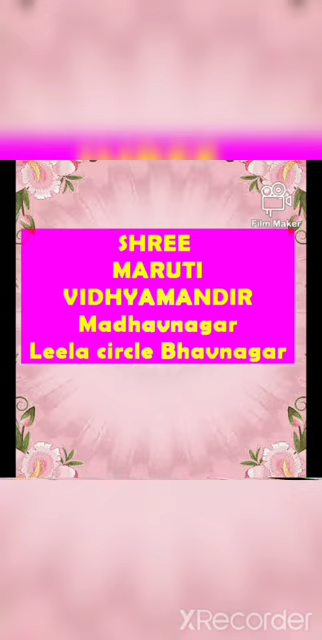 Film Maker
SHREE
MARUTI
VIDHYAMANDIR
Madhavnagar
Leela circle Bhavnagar
XRecorder